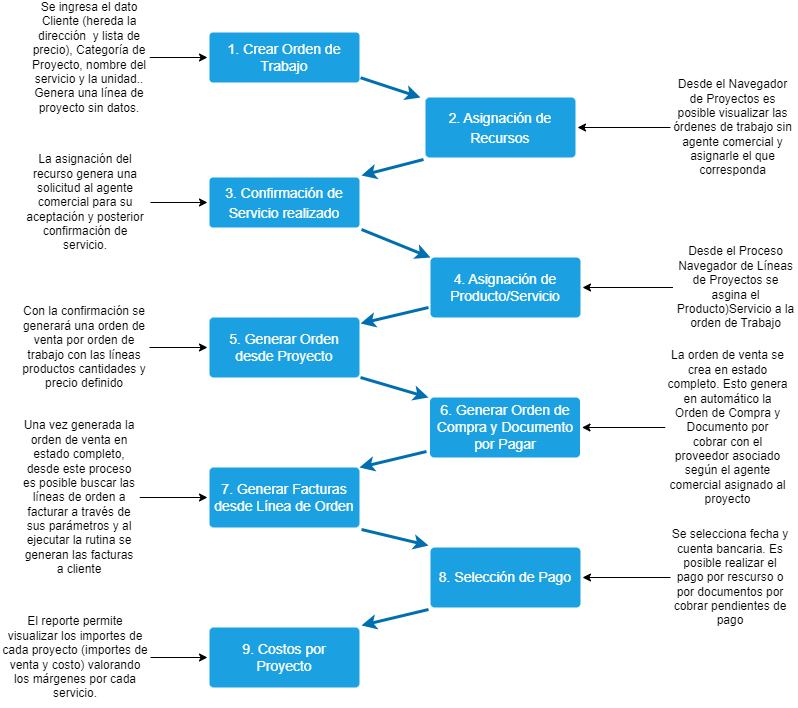 Se ingresa el dato
Cliente (hereda la
dirección y lista de
precio), Categoría de
Proyecto, nombre del
servicio y la unidad..
Genera una línea de
proyecto sin datos.
1. Crear Orden de
Trabajo
2. Asignación de
Recursos
Desde el Navegador
de Proyectos es
posible visualizar las
órdenes de trabajo sin
agente comercial y
asignarle el que
corresponda
La asignación del
recurso genera una
solicitud al agente
comercial para su
aceptación y posterior
confirmación de
servicio.
3. Confirmación de
Servicio realizado
4. Asignación de
Producto/Servicio
Desde el Proceso
Navegador de Líneas
de Proyectos se
asgina el
Producto)Servicio a la
orden de Trabajo
Con la confirmación se
generará una orden de
venta por orden de
trabajo con las líneas
productos cantidades y
precio definido
5. Generar Orden
desde Proyecto
6. Generar Orden de
Compra y Documento
por Pagar
La orden de venta se
crea en estado
completo. Esto genera
en automático la
Orden de Compra y
Documento por
cobrar con el
proveedor asociado
según el agente
comercial asignado al
proyecto
Una vez generada la
orden de venta en
estado completo,
desde este proceso
es posible buscar las
líneas de orden a
facturar a través de
sus parámetros y al
ejecutar la rutina se
generan las facturas
a cliente
7. Generar Facturas
desde Línea de Orden
8. Selección de Pago
Se selecciona fecha y
cuenta bancaria. Es
posible realizar el
pago por rescurso o
por documentos por
cobrar pendientes de
pago
El reporte permite
visualizar los importes de
cada proyecto (importes de
venta y costo) valorando
los márgenes por cada
servicio.
9. Costos por
Proyecto